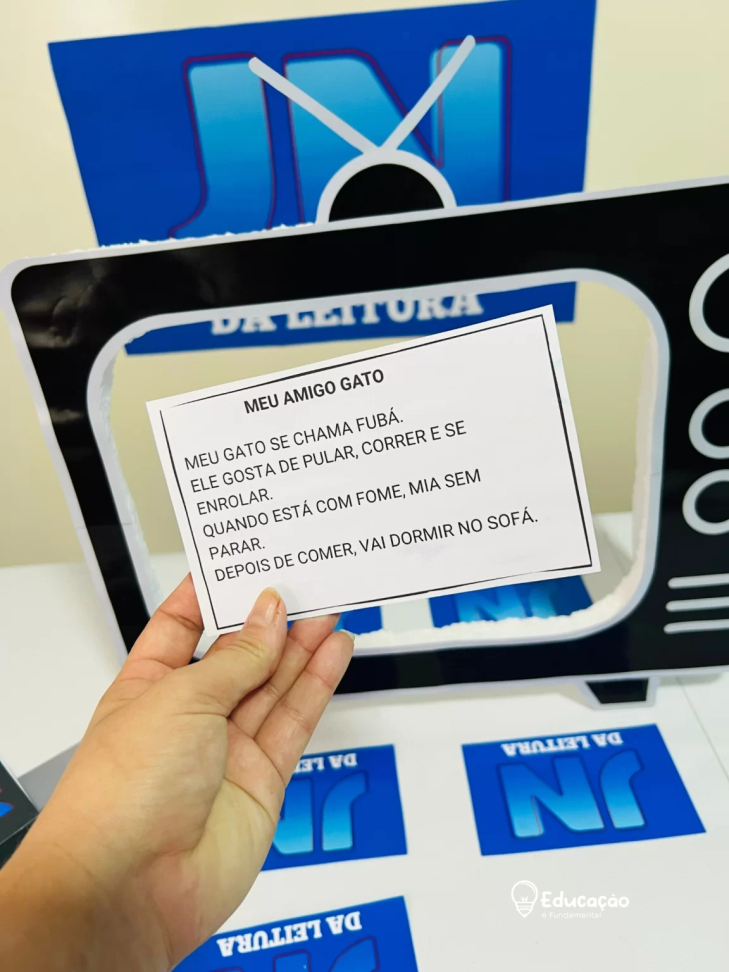 JN
DA LEITURA
MEU AMIGO GATO
MEU GATO SE CHAMA FUBÁ.
ELE GOSTA DE PULAR, CORRER E SE
ENROLAR.
QUANDO ESTÁ COM FOME, MIA SEM
PARAR.
DEPOIS DE COMER, VAI DORMIR NO SOFÁ.
JN
DA LEITURA
JN
DA LEITURA
JN
DA LEITURA
Educação
é Fundamental